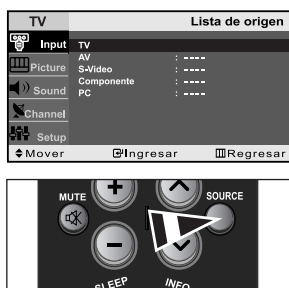 TV Lista de origen
Input TV
AV : ----
Picture S-Video : ----
Componente : ----
Sound PC : ----
Channel
Setup
Mover Ingresar Regresar
MUTE SOURCE
SLEEP INFO